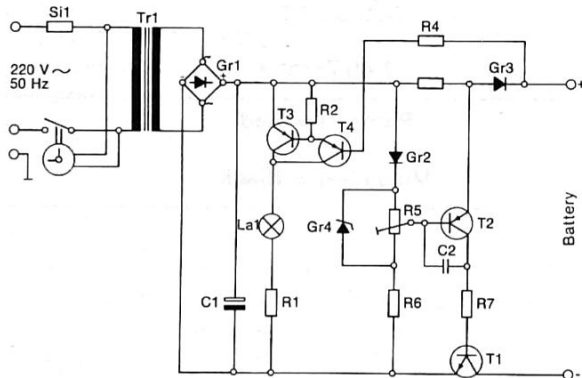 Si1
Tr1
R4
Gr1
Gr3
+
220 V~
50 Hz
T3
R2
T4
+
Gr2
La1
Gr4
R5
T2
C2
Battery
C1
R1
R6
R7
T1
-